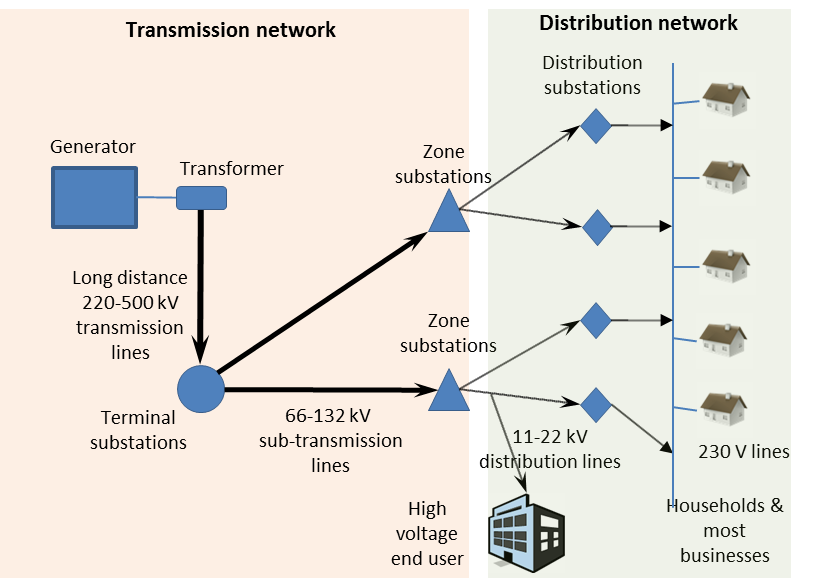 Transmission network
Distribution network
Distribution
substations
Generator
Transformer
Zone
substations
Long distance
220-500 kV
transmission
lines
Zone
substations
Terminal
substations
66-132 kV
sub-transmission
lines
11-22 kV
distribution lines
230 V lines
High
voltage
end user
Households &
most
businesses